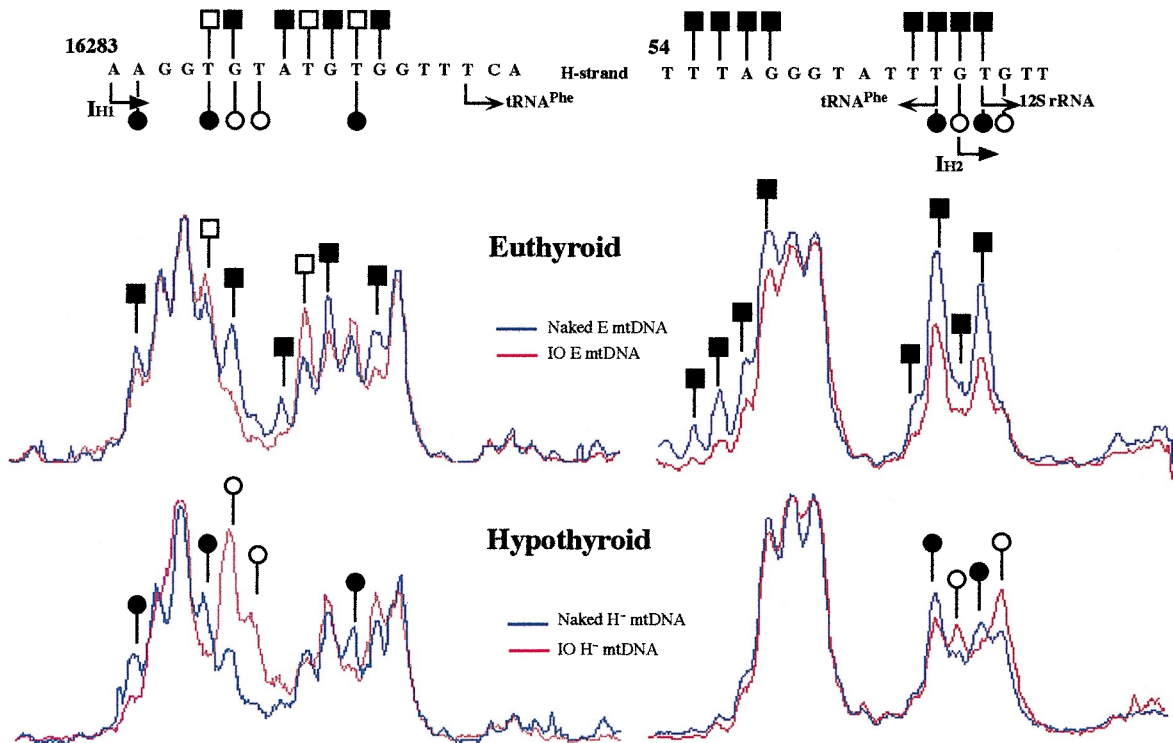 16283
A A G G T G T A T G T G G T T T C A
IH1
tRNAPhe
H-strand
54
T T T A G G G T A T T T G T G T T
tRNAPhe
12S rRNA
IH2
Euthyroid
Naked E mtDNA
IO E mtDNA
Hypothyroid
Naked H⁻ mtDNA
IO H⁻ mtDNA